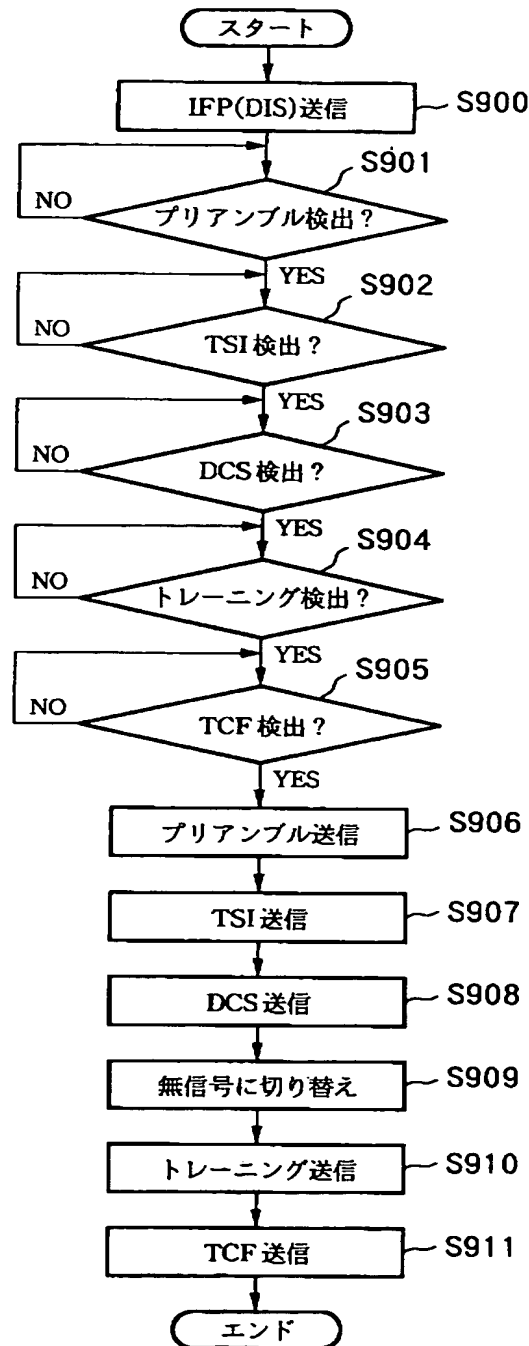 スタート
IFP(DIS)送信
S900
S901
NO
プリアンブル検出?
YES
S902
NO
TSI検出?
YES
S903
NO
DCS検出?
YES
S904
NO
トレーニング検出?
YES
S905
NO
TCF検出?
YES
プリアンブル送信
S906
TSI送信
S907
DCS送信
S908
無信号に切り替え
S909
トレーニング送信
S910
TCF送信
S911
エンド